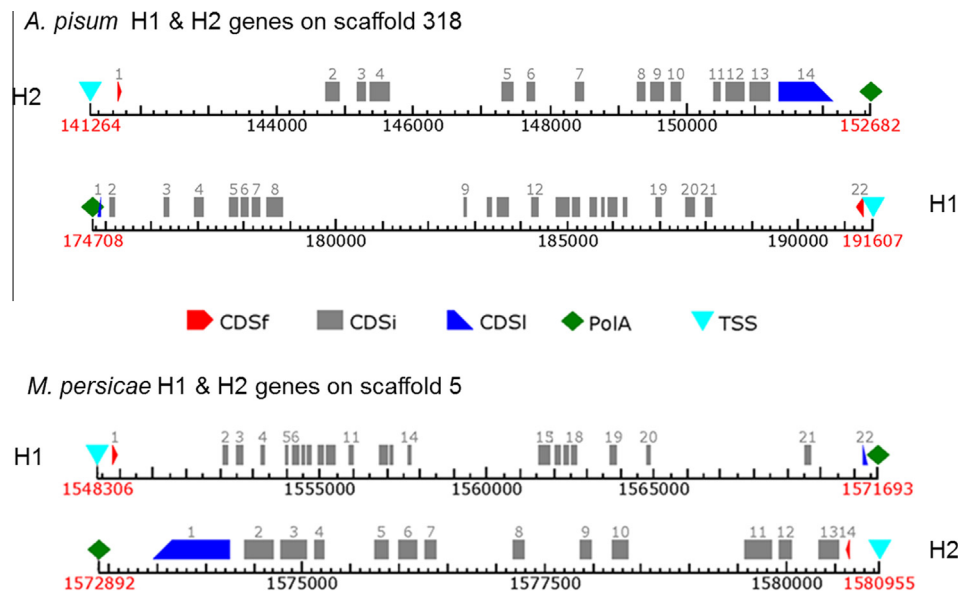 A. pisum H1 & H2 genes on scaffold 318
1 2 3 4 5 6 7 8 9 10 11 12 13 14
H2
141264 144000 146000 148000 150000 152682
1 2 3 4 5 6 7 8 9 12 19 20 21 22
H1
174708 180000 185000 190000 191607
CDSf CDSi CDSl PolA TSS
M. persicae H1 & H2 genes on scaffold 5
1 2 3 4 56 11 14 15 18 19 20 21 22
H1
1548306 1555000 1560000 1565000 1571693
1 2 3 4 5 6 7 8 9 10 11 12 13 14
H2
1572892 1575000 1577500 1580000 1580955